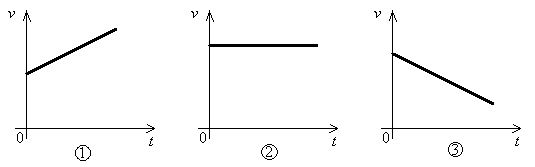 v v v
0 t 0 t 0 t
① ② ③